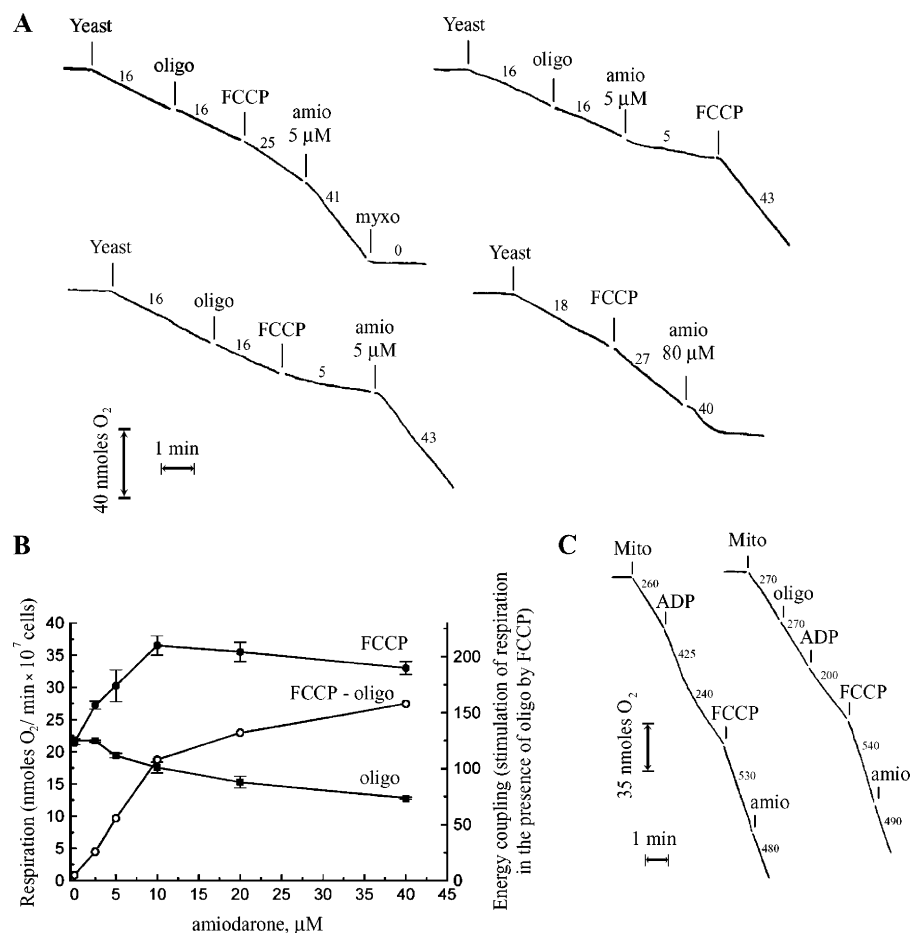 A
Yeast
16
oligo
16
FCCP
25
amio
5 µM
41
myxo
0
Yeast
16
oligo
16
amio
5 µM
5
FCCP
43
Yeast
16
oligo
16
FCCP
5
amio
5 µM
43
Yeast
18
FCCP
27
amio
80 µM
40
40 nmoles O₂
1 min
B
Respiration (nmoles O₂/ min × 10⁷ cells)
40
35
30
25
20
15
10
5
0
FCCP
FCCP - oligo
oligo
200
150
100
50
0
Energy coupling (stimulation of respiration
in the presence of oligo by FCCP)
0 5 10 15 20 25 30 35 40 45
amiodarone, µM
C
Mito
260
ADP
425
240
FCCP
530
amio
480
Mito
270
oligo
270
ADP
200
FCCP
540
amio
490
35 nmoles O₂
1 min